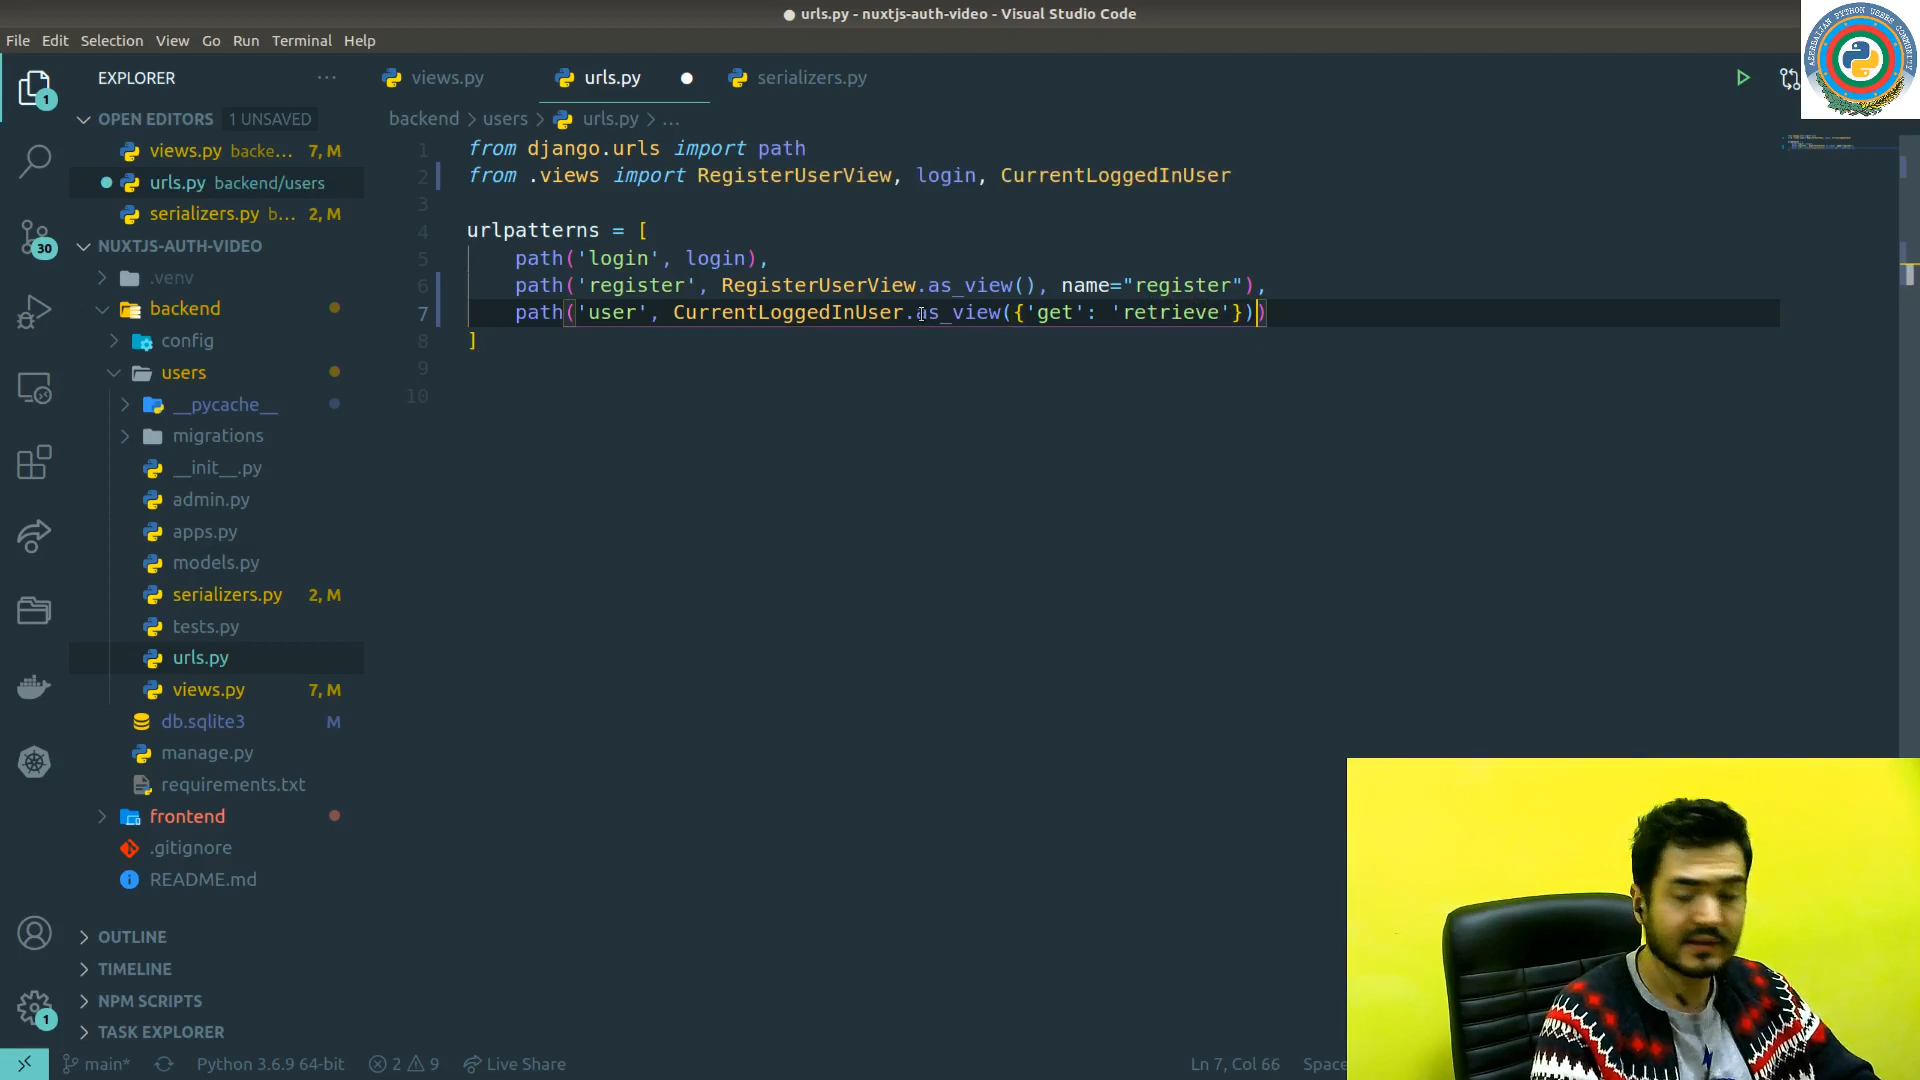 urls.py - nuxtjs-auth-video - Visual Studio Code
File Edit Selection View Go Run Terminal Help
AZERBAIJAN PYTHON USERS COMMUNITY
EXPLORER
views.py urls.py serializers.py
1
OPEN EDITORS 1 UNSAVED
backend > users > urls.py > ...
views.py backe... 7, M
urls.py backend/users
serializers.py b... 2, M
NUXTJS-AUTH-VIDEO
30
.venv
backend
config
users
__pycache__
migrations
__init__.py
admin.py
apps.py
models.py
serializers.py 2, M
tests.py
urls.py
views.py 7, M
db.sqlite3 M
manage.py
requirements.txt
frontend
.gitignore
README.md
OUTLINE
TIMELINE
NPM SCRIPTS
1
TASK EXPLORER
1 from django.urls import path
2 from .views import RegisterUserView, login, CurrentLoggedInUser
3
4 urlpatterns = [
5 path('login', login),
6 path('register', RegisterUserView.as_view(), name="register"),
7 path('user', CurrentLoggedInUser.as_view({'get': 'retrieve'}))
8 ]
9
10
main* Python 3.6.9 64-bit 2 9 Live Share Ln 7, Col 66